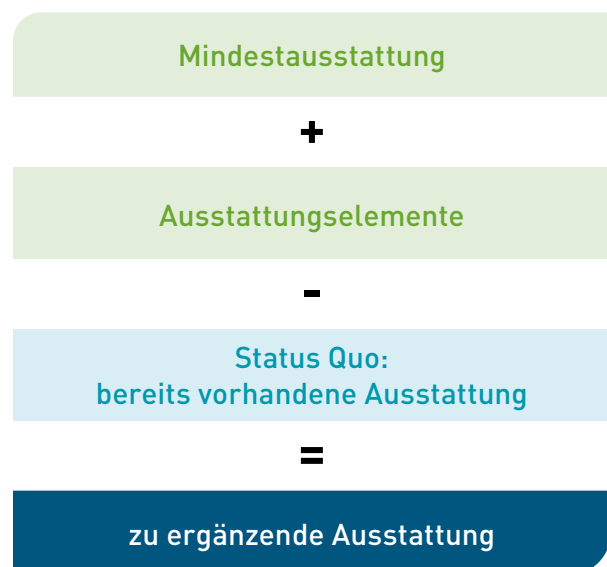 Mindestausstattung
+
Ausstattungselemente
-
Status Quo:
bereits vorhandene Ausstattung
=
zu ergänzende Ausstattung